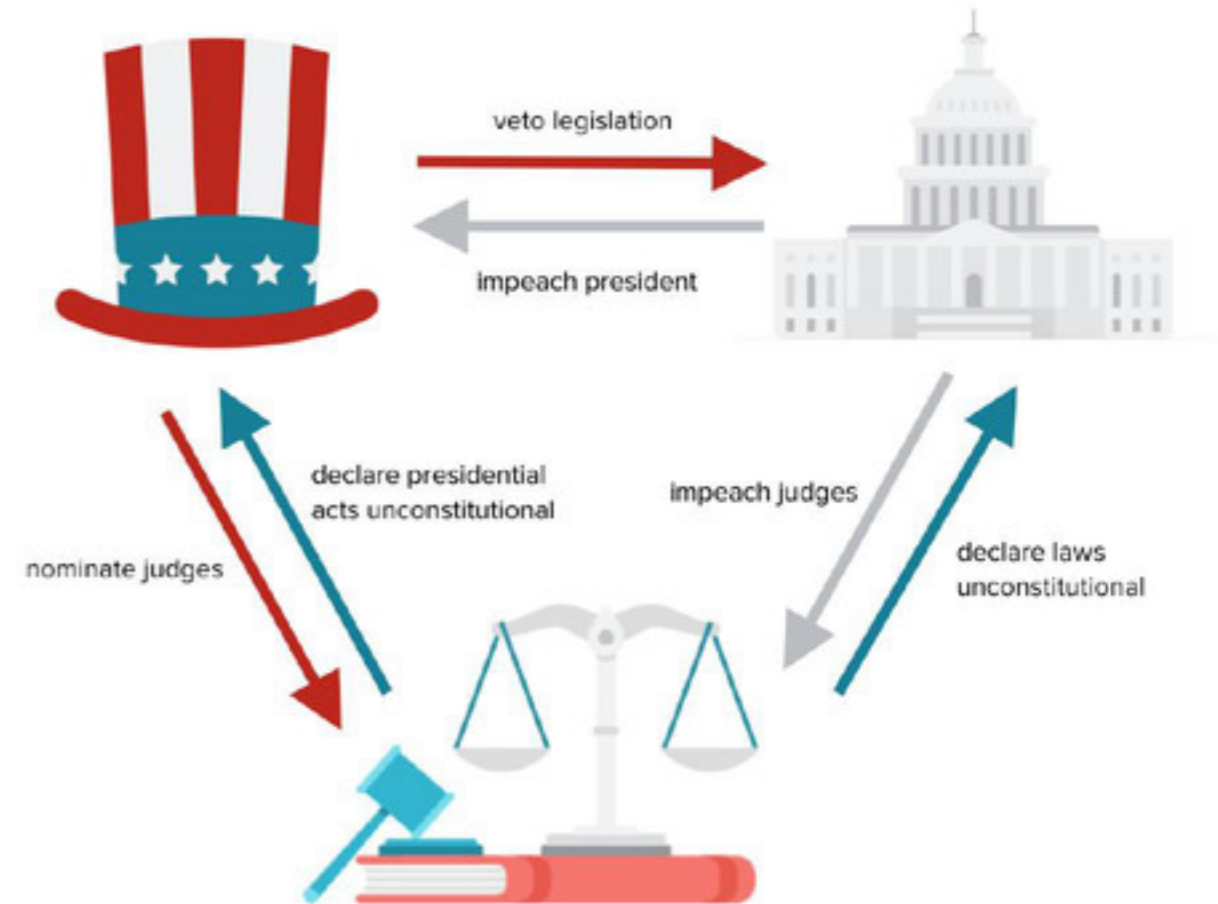 veto legislation
impeach president
declare presidential
acts unconstitutional
impeach judges
nominate judges
declare laws
unconstitutional